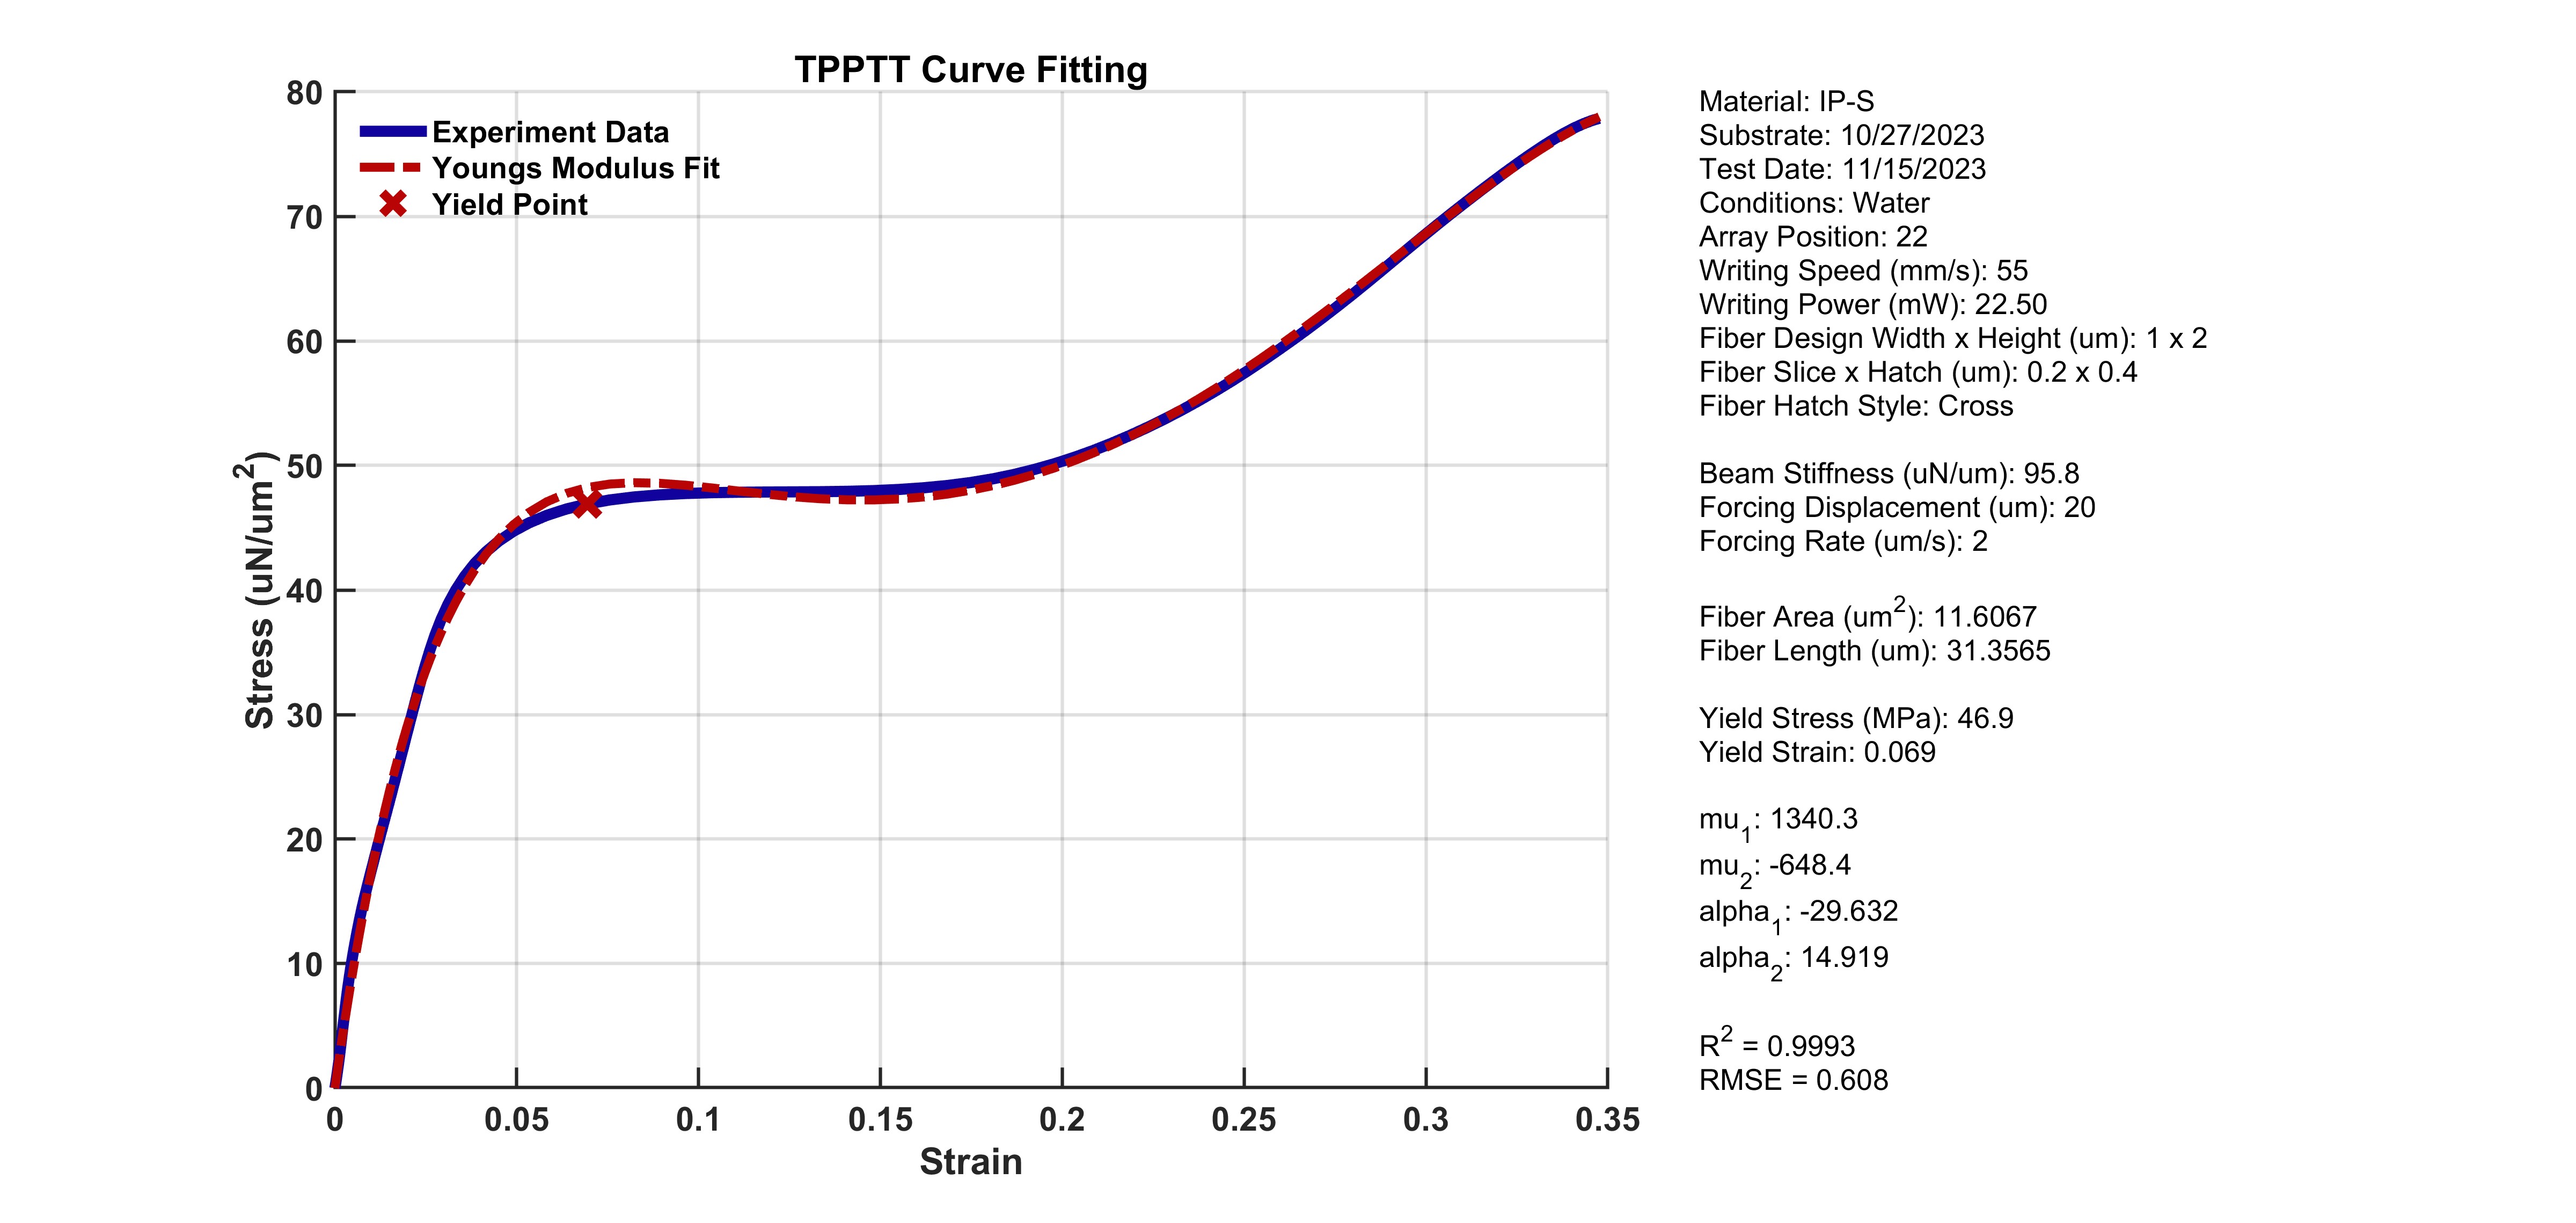 TPPTT Curve Fitting
80
70
60
50
40
30
20
10
0
Stress (uN/um²)
Experiment Data
Youngs Modulus Fit
Yield Point
0 0.05 0.1 0.15 0.2 0.25 0.3 0.35
Strain
Material: IP-S
Substrate: 10/27/2023
Test Date: 11/15/2023
Conditions: Water
Array Position: 22
Writing Speed (mm/s): 55
Writing Power (mW): 22.50
Fiber Design Width x Height (um): 1 x 2
Fiber Slice x Hatch (um): 0.2 x 0.4
Fiber Hatch Style: Cross
Beam Stiffness (uN/um): 95.8
Forcing Displacement (um): 20
Forcing Rate (um/s): 2
Fiber Area (um²): 11.6067
Fiber Length (um): 31.3565
Yield Stress (MPa): 46.9
Yield Strain: 0.069
mu₁: 1340.3
mu₂: -648.4
alpha₁: -29.632
alpha₂: 14.919
R² = 0.9993
RMSE = 0.608